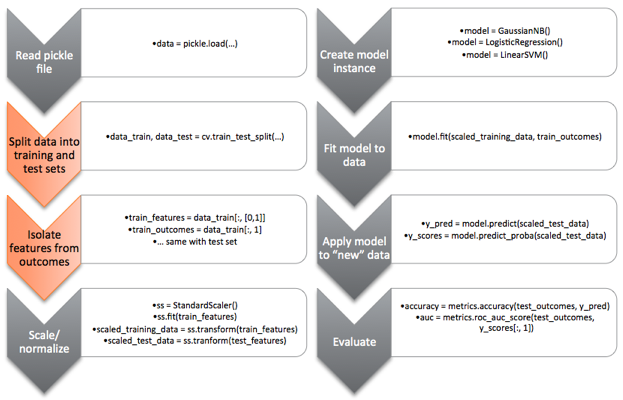 Read pickle
file
•data = pickle.load(…)
Split data into
training and
test sets
•data_train, data_test = cv.train_test_split(…)
Isolate
features from
outcomes
•train_features = data_train[:, [0,1]]
•train_outcomes = data_train[:, 1]
•… same with test set
Scale/
normalize
•ss = StandardScaler()
•ss.fit(train_features)
•scaled_training_data = ss.transform(train_features)
•scaled_test_data = ss.tranform(test_features)
Create model
instance
•model = GaussianNB()
•model = LogisticRegression()
•model = LinearSVM()
Fit model to
data
•model.fit(scaled_training_data, train_outcomes)
Apply model
to “new” data
•y_pred = model.predict(scaled_test_data)
•y_scores = model.predict_proba(scaled_test_data)
Evaluate
•accuracy = metrics.accuracy(test_outcomes, y_pred)
•auc = metrics.roc_auc_score(test_outcomes,
y_scores[:, 1])